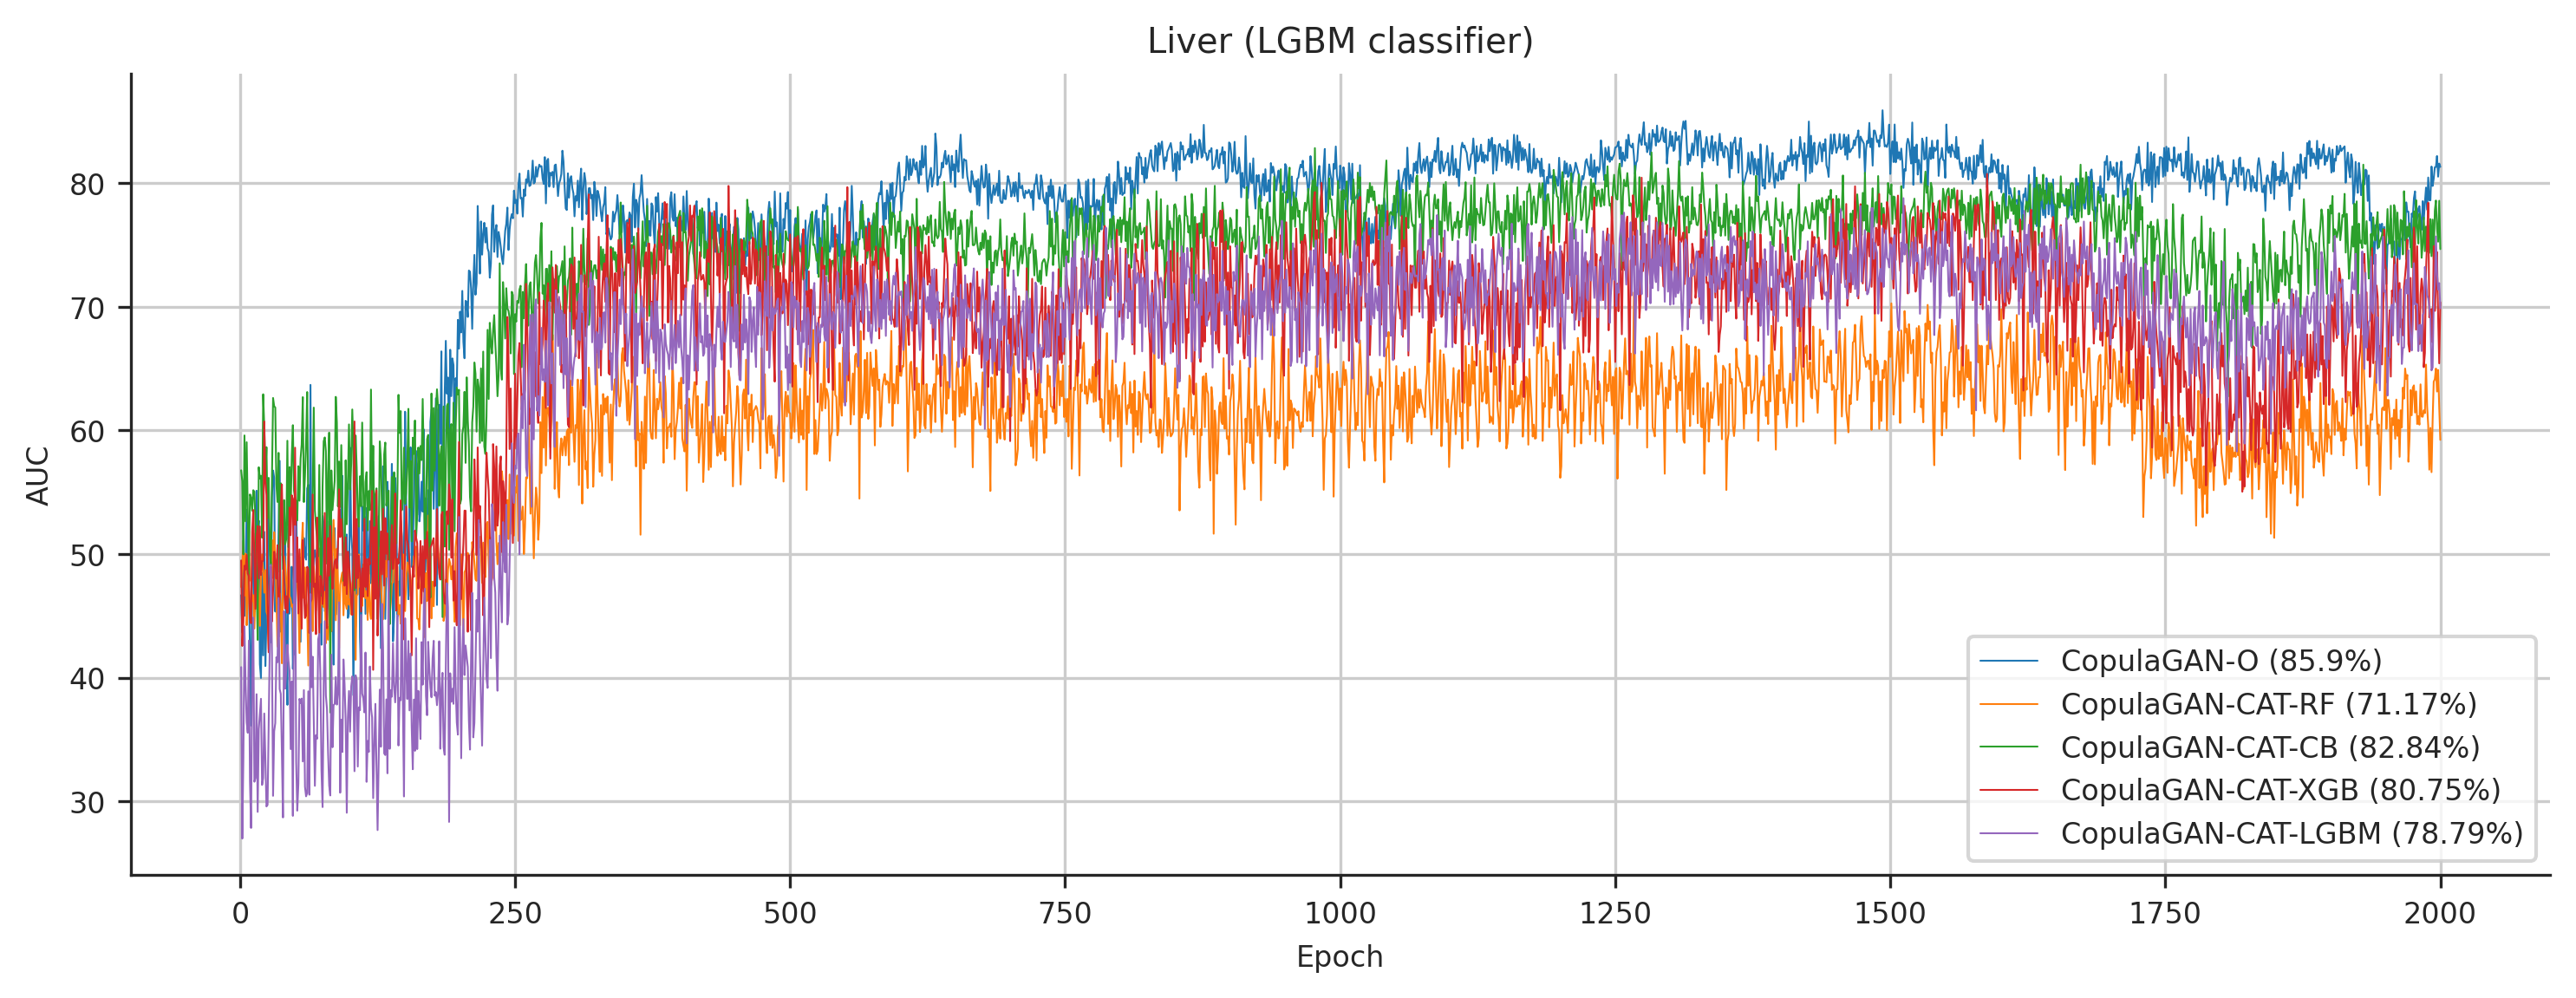 Liver (LGBM classifier)
AUC
80
70
60
50
40
30
0 250 500 750 1000 1250 1500 1750 2000
Epoch
CopulaGAN-O (85.9%)
CopulaGAN-CAT-RF (71.17%)
CopulaGAN-CAT-CB (82.84%)
CopulaGAN-CAT-XGB (80.75%)
CopulaGAN-CAT-LGBM (78.79%)